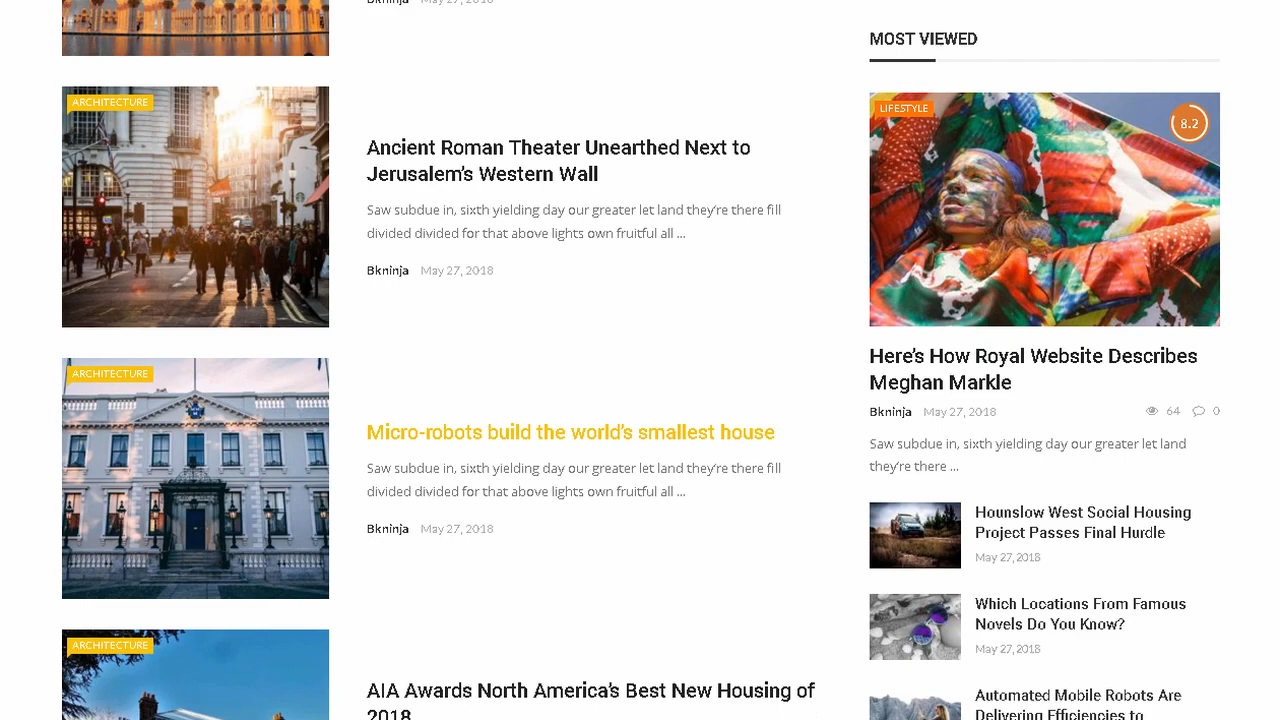 Bkninja May 27, 2018
ARCHITECTURE
Ancient Roman Theater Unearthed Next to
Jerusalem's Western Wall
Saw subdue in, sixth yielding day our greater let land they're there fill
divided divided for that above lights own fruitful all ...
Bkninja May 27, 2018
ARCHITECTURE
Micro-robots build the world's smallest house
Saw subdue in, sixth yielding day our greater let land they're there fill
divided divided for that above lights own fruitful all ...
Bkninja May 27, 2018
ARCHITECTURE
AIA Awards North America's Best New Housing of
2018
MOST VIEWED
LIFESTYLE
8.2
Here's How Royal Website Describes
Meghan Markle
Bkninja May 27, 2018 64 0
Saw subdue in, sixth yielding day our greater let land
they're there ...
Hounslow West Social Housing
Project Passes Final Hurdle
May 27, 2018
Which Locations From Famous
Novels Do You Know?
May 27, 2018
Automated Mobile Robots Are
Delivering Efficiencies to